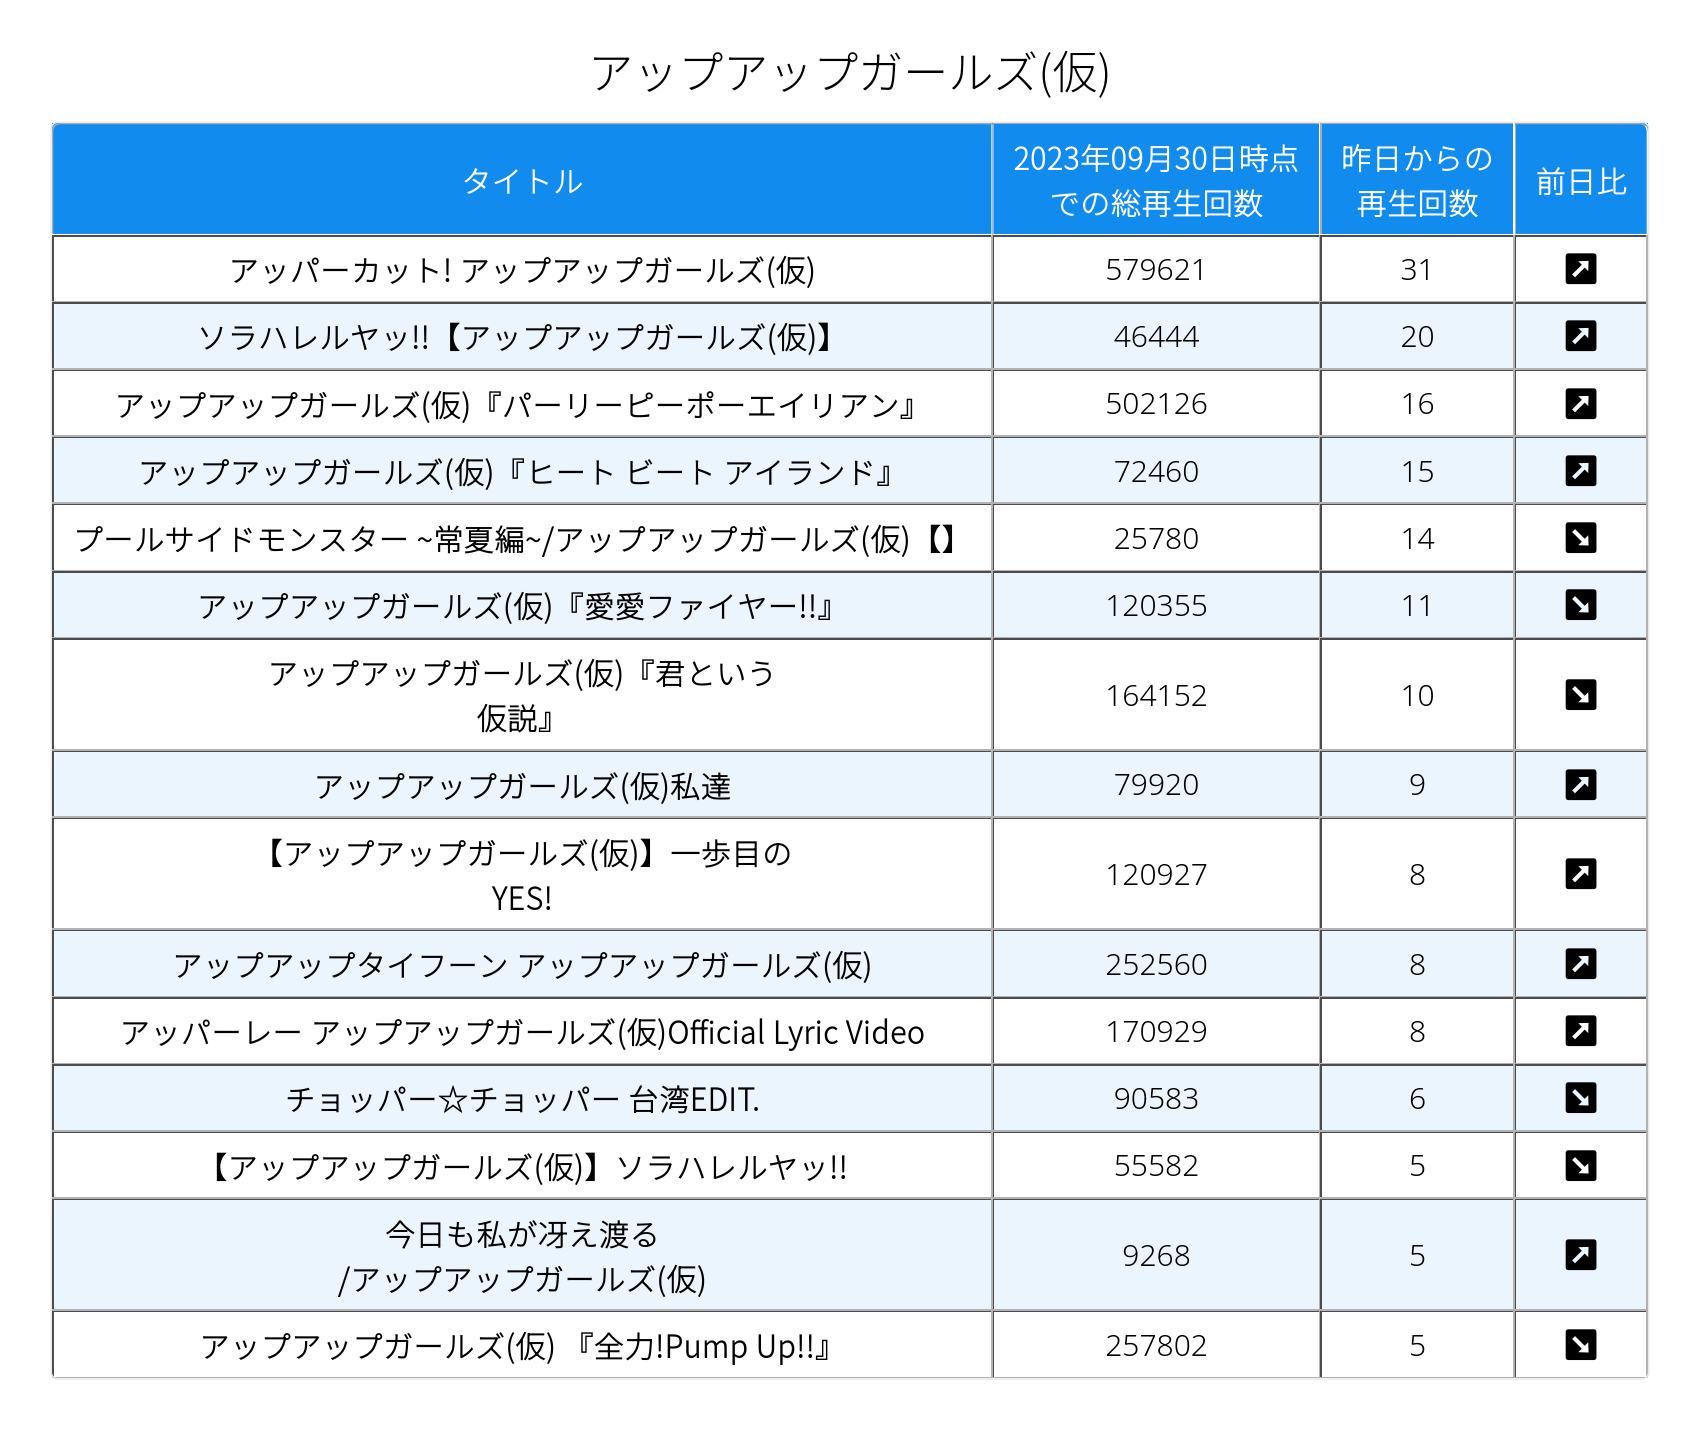 アップアップガールズ(仮)
タイトル
2023年09月30日時点
での総再生回数
昨日からの
再生回数
前日比
アッパーカット! アップアップガールズ(仮) 579621 31
ソラハレルヤッ!!【アップアップガールズ(仮)】 46444 20
アップアップガールズ(仮)『パーリーピーポーエイリアン』 502126 16
アップアップガールズ(仮)『ヒート ビート アイランド』 72460 15
プールサイドモンスター ~常夏編~/アップアップガールズ(仮)【】 25780 14
アップアップガールズ(仮)『愛愛ファイヤー!!』 120355 11
アップアップガールズ(仮)『君という
仮説』 164152 10
アップアップガールズ(仮)私達 79920 9
【アップアップガールズ(仮)】一歩目の
YES! 120927 8
アップアップタイフーン アップアップガールズ(仮) 252560 8
アッパーレー アップアップガールズ(仮)Official Lyric Video 170929 8
チョッパー☆チョッパー 台湾EDIT. 90583 6
【アップアップガールズ(仮)】ソラハレルヤッ!! 55582 5
今日も私が冴え渡る
/アップアップガールズ(仮) 9268 5
アップアップガールズ(仮) 『全力!Pump Up!!』 257802 5